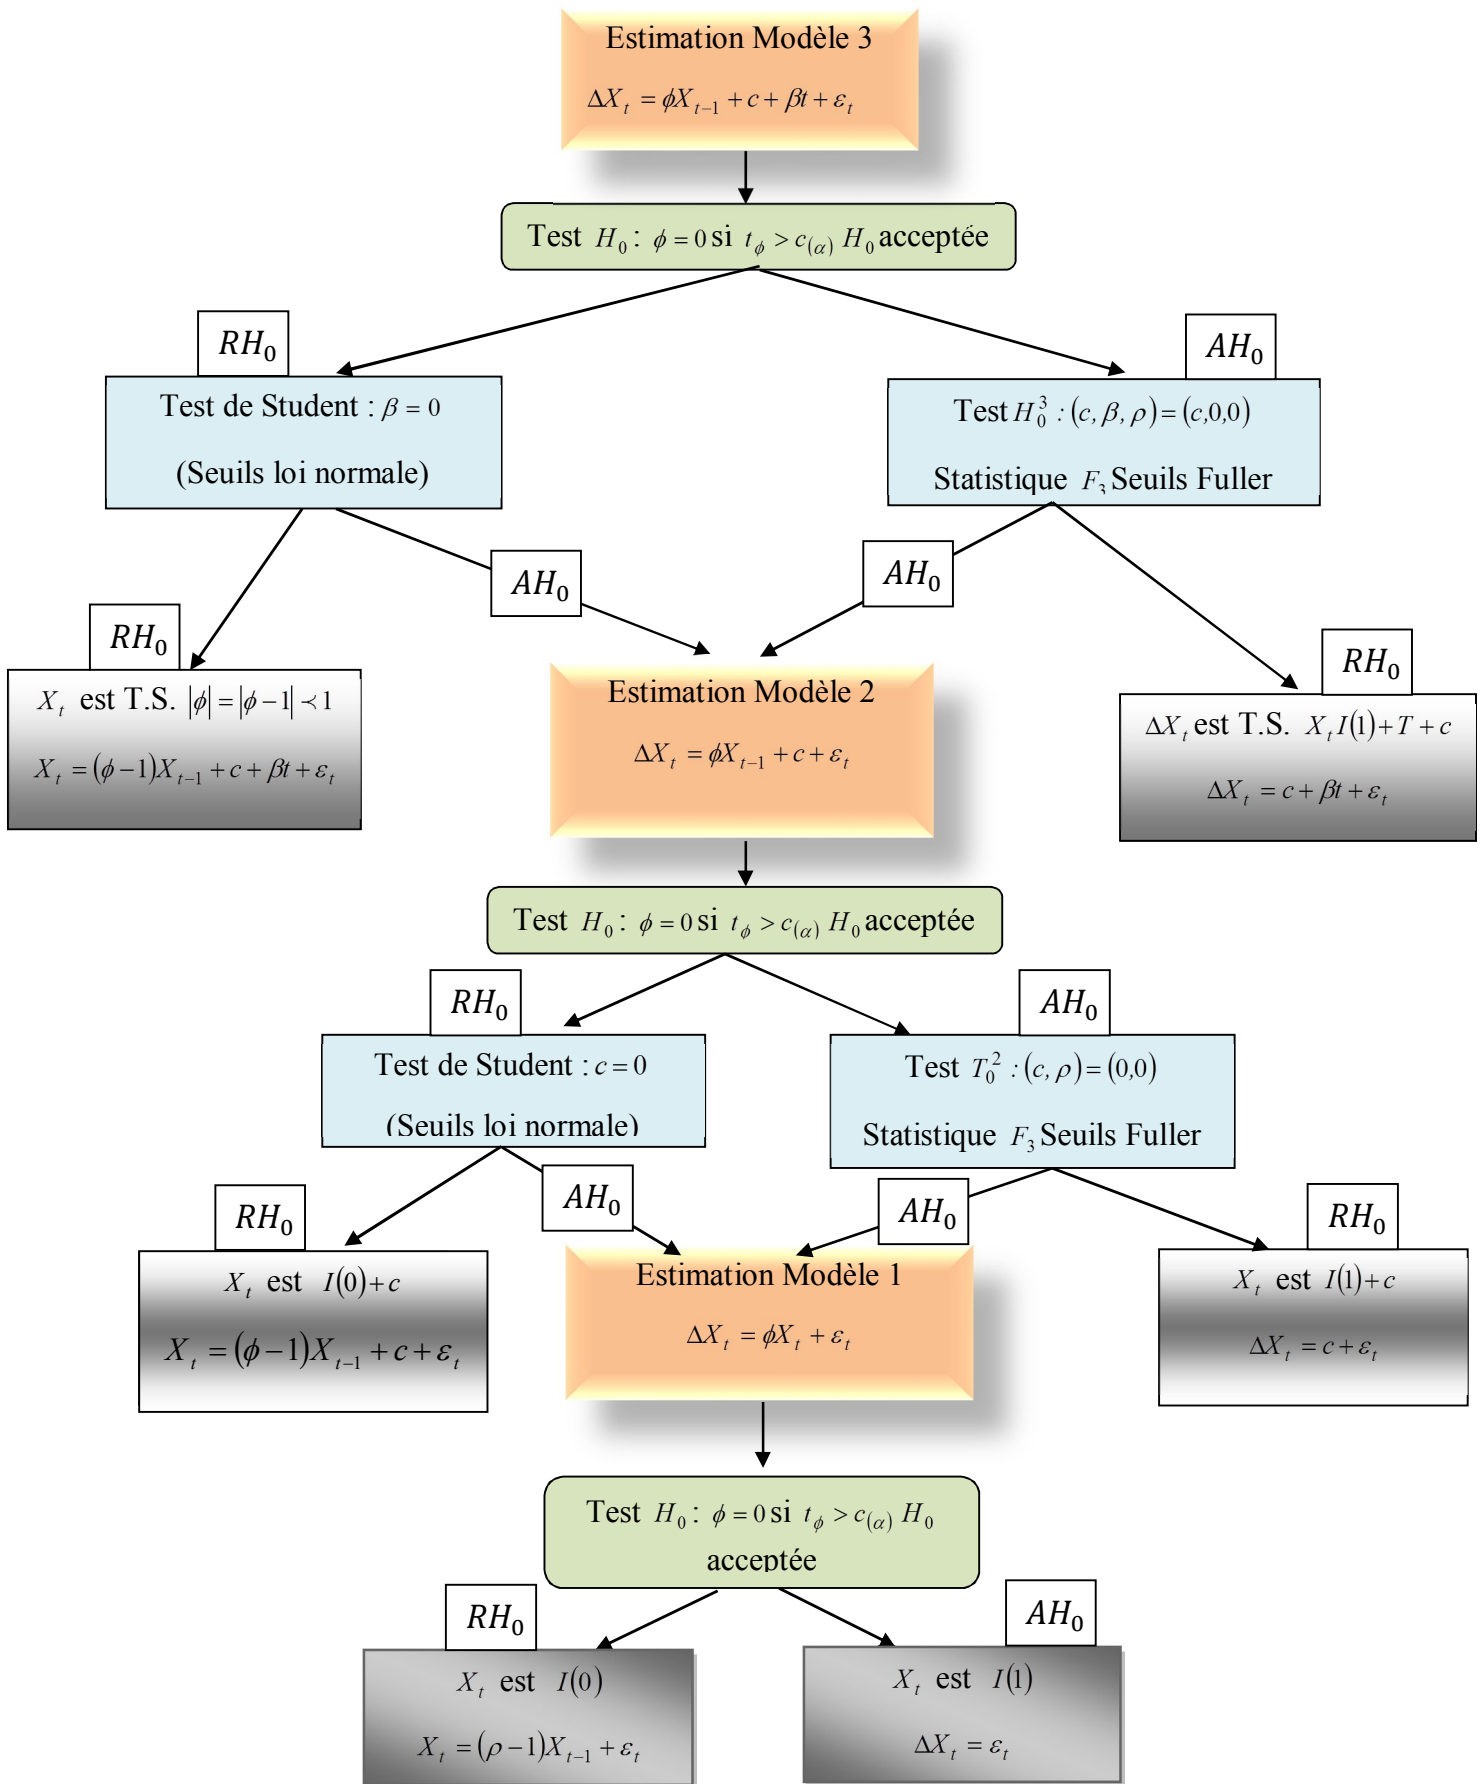 Estimation Modèle 3
ΔX_t = ϕX_{t−1} + c + βt + ε_t
Test H_0 : ϕ = 0 si t_ϕ > c_(α) H_0 acceptée
RH_0
AH_0
Test de Student : β = 0
(Seuils loi normale)
Test H_0^3 : (c, β, ρ) = (c,0,0)
Statistique F_3 Seuils Fuller
AH_0
AH_0
RH_0
RH_0
X_t est T.S. |ϕ| = |ϕ−1| ≺ 1
X_t = (ϕ−1)X_{t−1} + c + βt + ε_t
Estimation Modèle 2
ΔX_t = ϕX_{t−1} + c + ε_t
ΔX_t est T.S. X_t I(1) + T + c
ΔX_t = c + βt + ε_t
Test H_0 : ϕ = 0 si t_ϕ > c_(α) H_0 acceptée
RH_0
AH_0
Test de Student : c = 0
(Seuils loi normale)
Test T_0^2 : (c, ρ) = (0,0)
Statistique F_3 Seuils Fuller
RH_0
AH_0
AH_0
RH_0
X_t est I(0) + c
X_t = (ϕ−1)X_{t−1} + c + ε_t
Estimation Modèle 1
ΔX_t = ϕX_t + ε_t
X_t est I(1) + c
ΔX_t = c + ε_t
Test H_0 : ϕ = 0 si t_ϕ > c_(α) H_0
acceptée
RH_0
AH_0
X_t est I(0)
X_t = (ρ−1)X_{t−1} + ε_t
X_t est I(1)
ΔX_t = ε_t